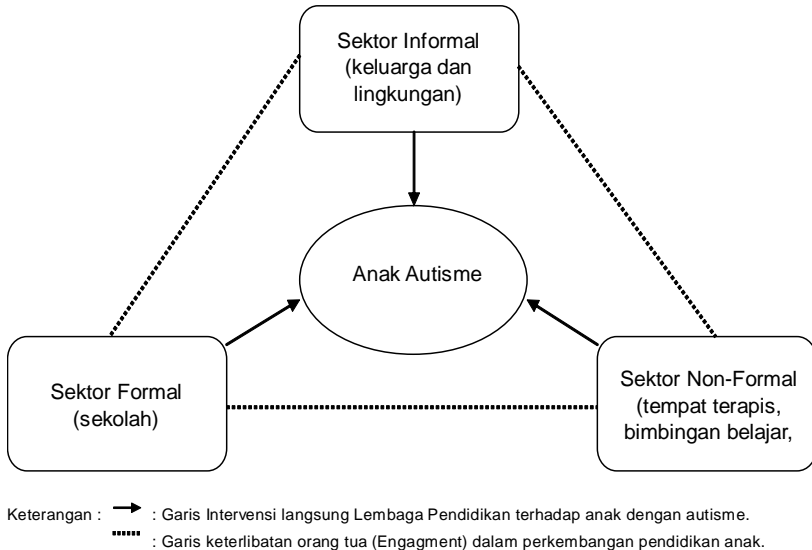 Sektor Informal
(keluarga dan
lingkungan)
Anak Autisme
Sektor Formal
(sekolah)
Sektor Non-Formal
(tempat terapis,
bimbingan belajar,
Keterangan : : Garis Intervensi langsung Lembaga Pendidikan terhadap anak dengan autisme.
: Garis keterlibatan orang tua (Engagment) dalam perkembangan pendidikan anak.